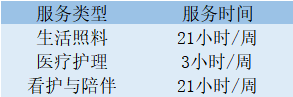 服务类型 服务时间
生活照料 21小时/周
医疗护理 3小时/周
看护与陪伴 21小时/周